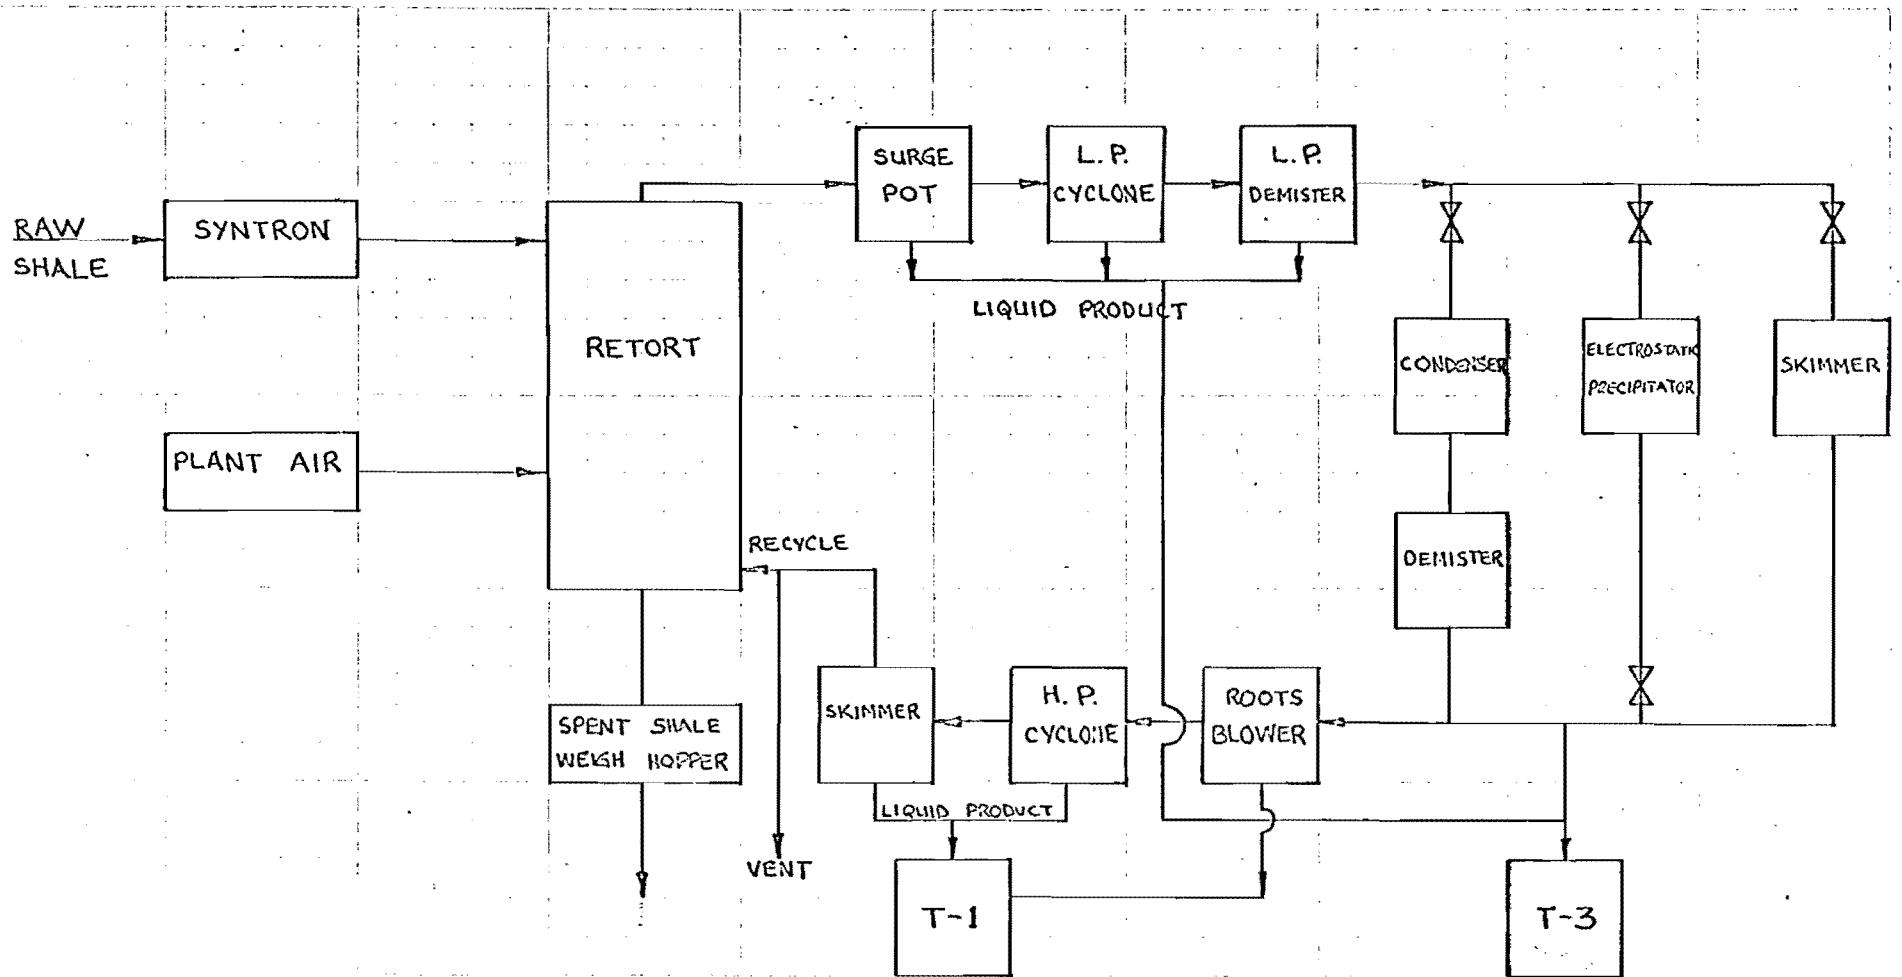 RAW
SHALE
SYNTRON
PLANT AIR
RETORT
SURGE
POT
L.P.
CYCLONE
L.P.
DEMISTER
LIQUID PRODUCT
CONDENSER
ELECTROSTATIC
PRECIPITATOR
SKIMMER
DEMISTER
RECYCLE
SPENT SHALE
WEIGH HOPPER
VENT
SKIMMER
H.P.
CYCLONE
ROOTS
BLOWER
LIQUID PRODUCT
T-1
T-3